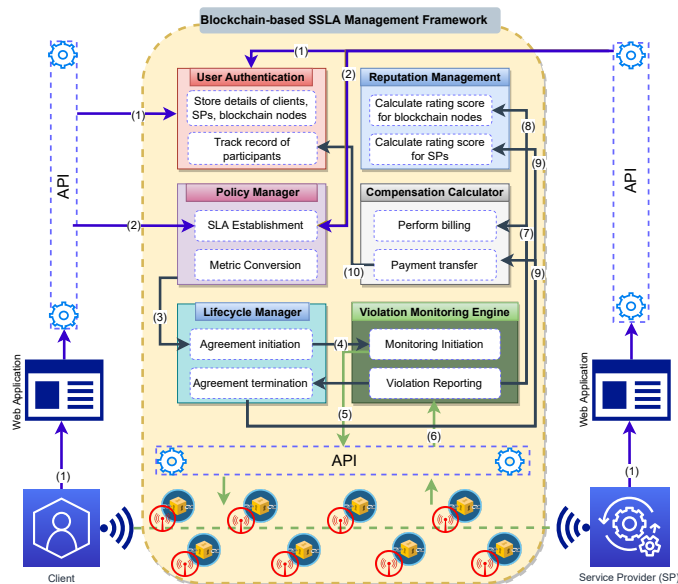 Blockchain-based SSLA Management Framework
(1)
(2)
User Authentication
Store details of clients,
SPs, blockchain nodes
Track record of
participants
Reputation Management
Calculate rating score
for blockchain nodes
Calculate rating score
for SPs
(1)
(8)
(9)
API
API
Policy Manager
SLA Establishment
Metric Conversion
Compensation Calculator
Perform billing
Payment transfer
(2)
(7)
(9)
(10)
(3)
Lifecycle Manager
Agreement initiation
Agreement termination
Violation Monitoring Engine
Monitoring Initiation
Violation Reporting
(4)
(5)
(6)
Web Application
Web Application
API
(1)
(1)
Client
Service Provider (SP)